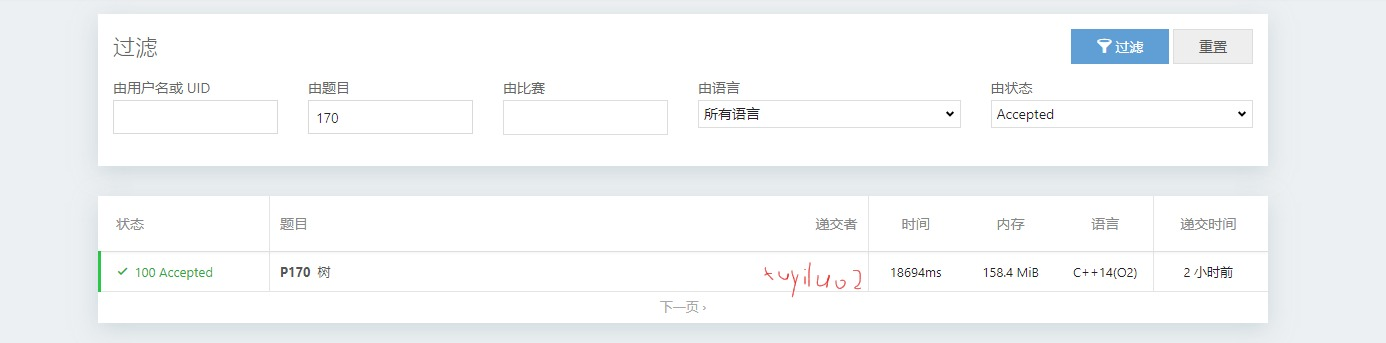 过滤
过滤 重置
由用户名或 UID 由题目 由比赛 由语言 由状态
170 所有语言 Accepted
状态 题目 递交者 时间 内存 语言 递交时间
100 Accepted P170 树 xuyiluo2 18694ms 158.4 MiB C++14(O2) 2 小时前
下一页 ›